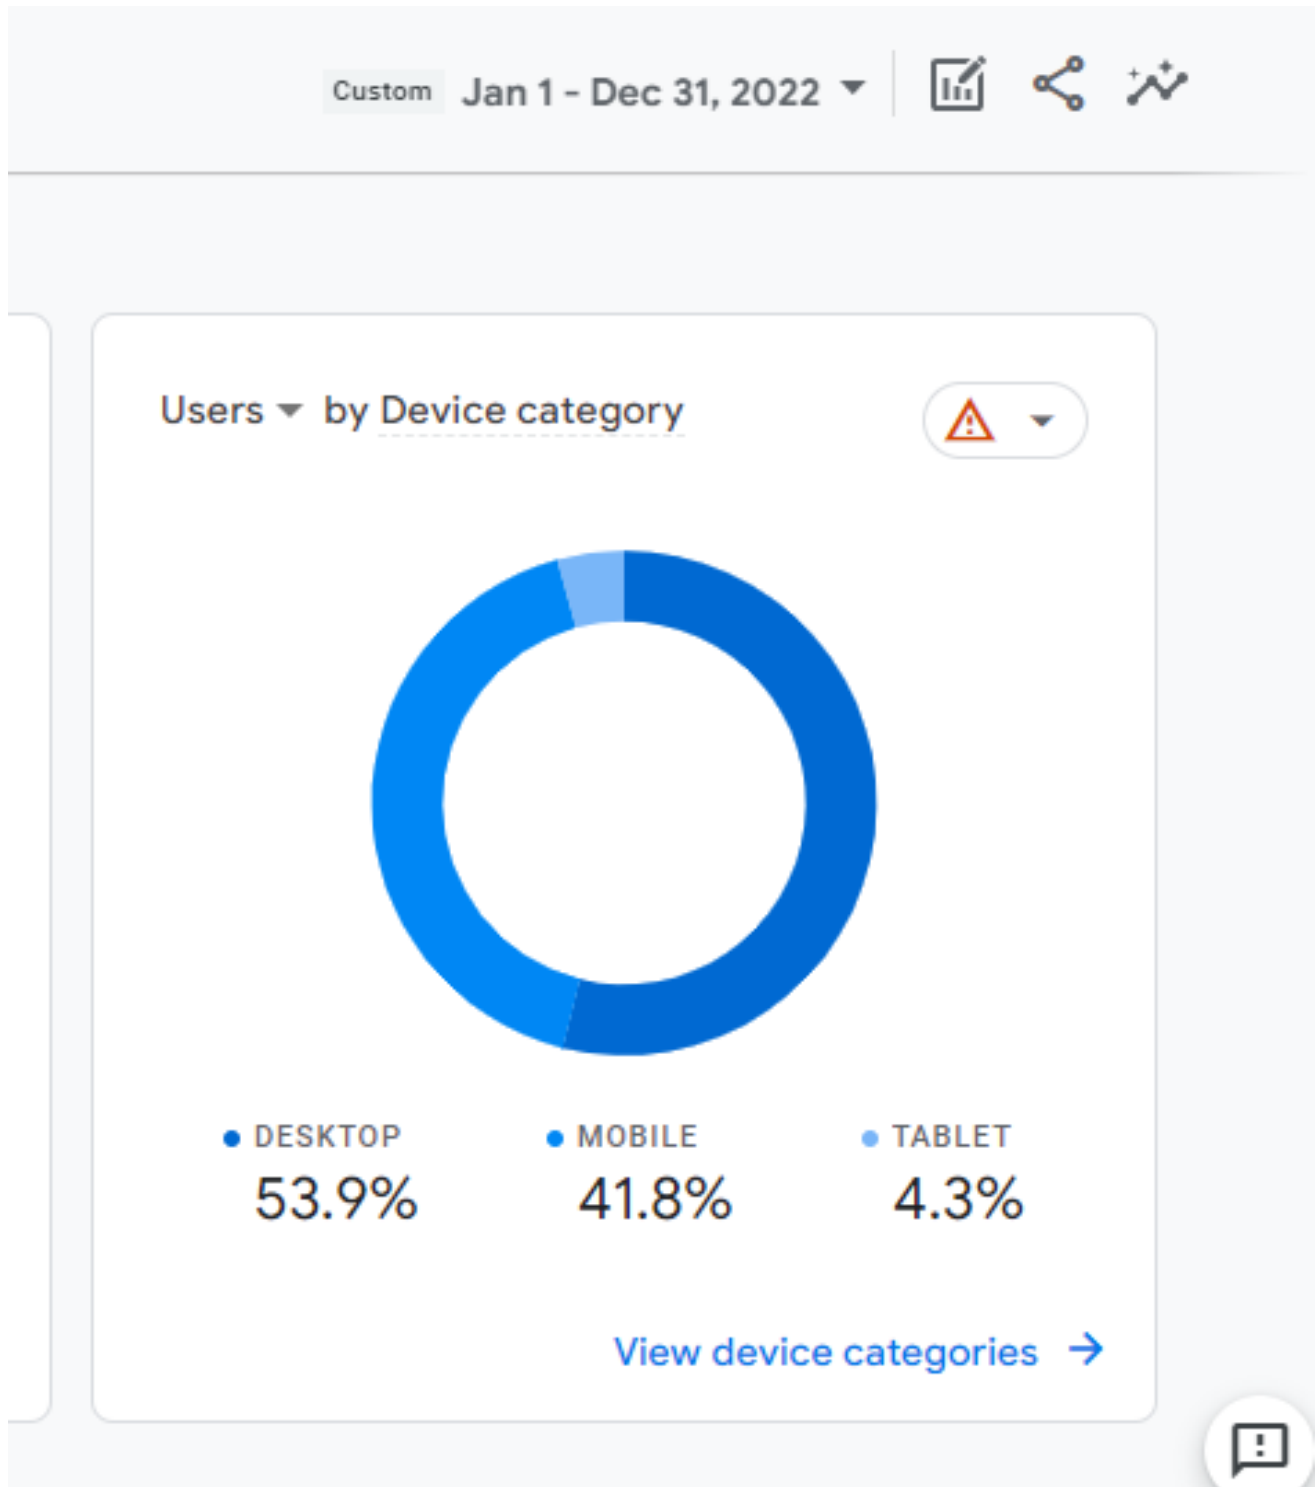 Custom Jan 1 - Dec 31, 2022
Users by Device category
DESKTOP MOBILE TABLET
53.9% 41.8% 4.3%
View device categories